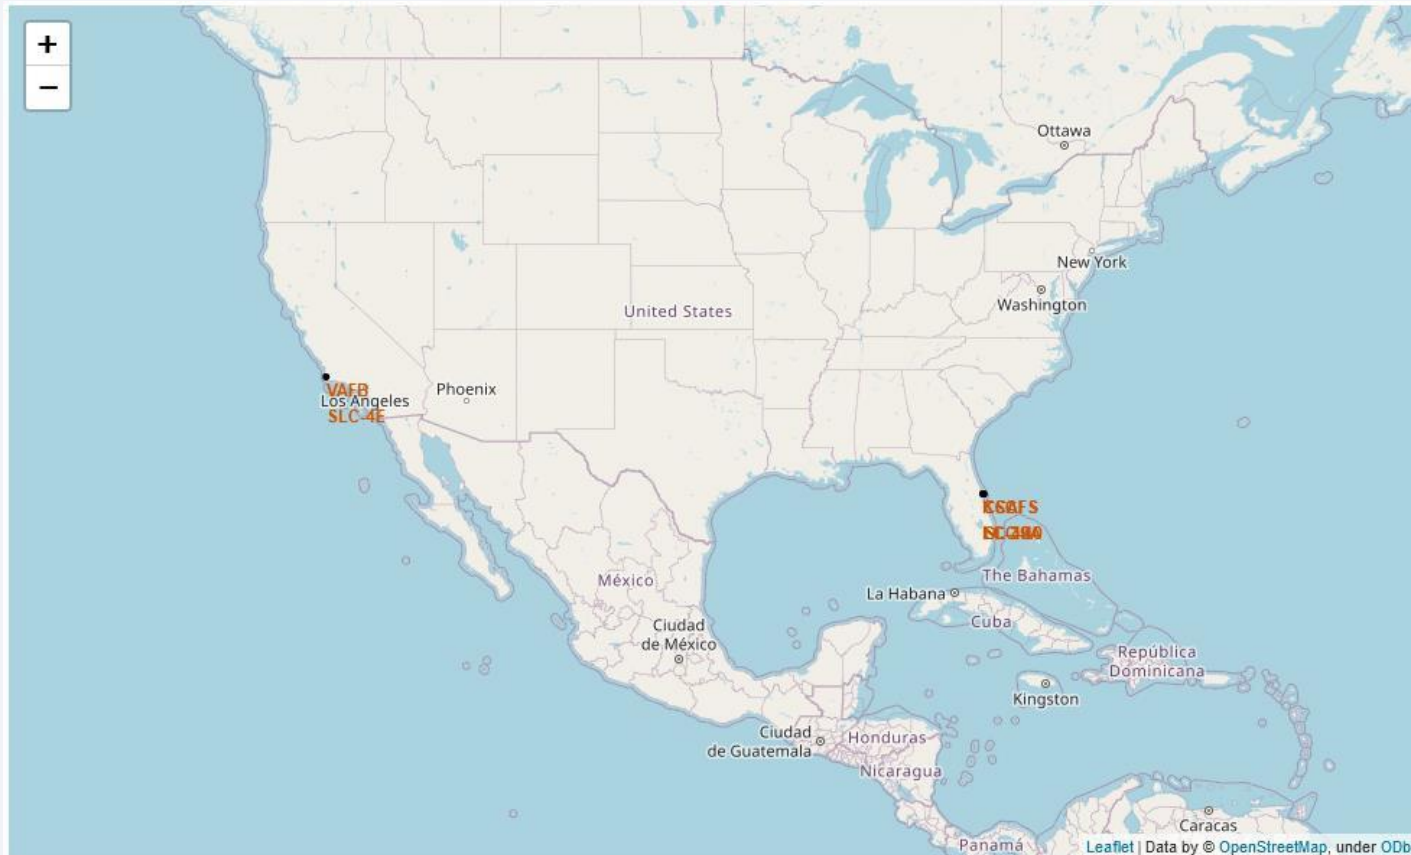 +
−
Ottawa
New York
Washington
United States
Phoenix
VAFB
Los Angeles
SLC-4E
The Bahamas
México
La Habana
Cuba
Ciudad
de México
República
Dominicana
Kingston
Ciudad
de Guatemala
Honduras
Nicaragua
Caracas
Panamá
Leaflet | Data by © OpenStreetMap, under ODb